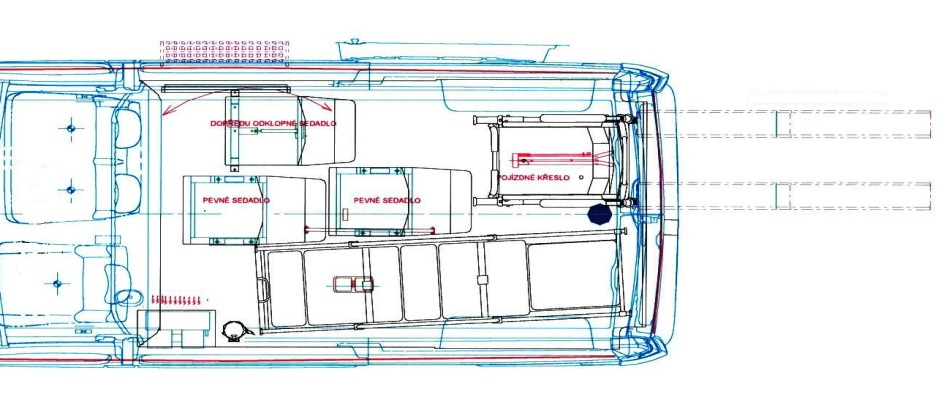 DOPŘEDU ODKLOPNÉ SEDADLO
POJÍZDNÉ KŘESLO
PEVNÉ SEDADLO
PEVNÉ SEDADLO